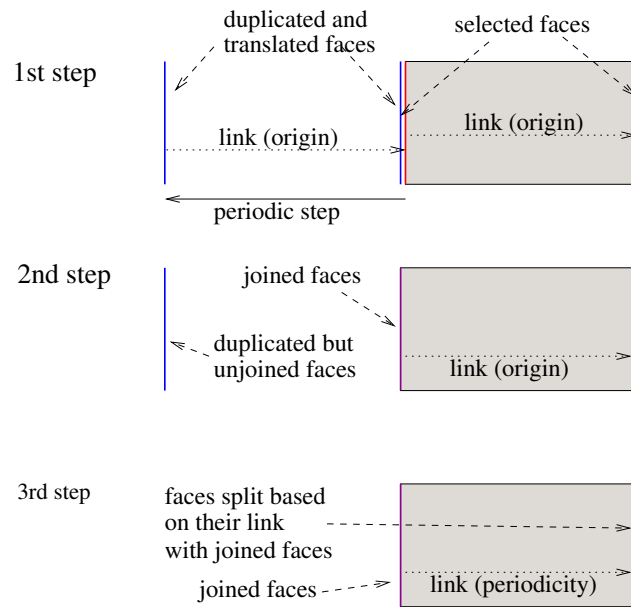 duplicated and
translated faces
selected faces
1st step
link (origin)
link (origin)
periodic step
2nd step
joined faces
duplicated but
unjoined faces
link (origin)
3rd step
faces split based
on their link
with joined faces
joined faces
link (periodicity)